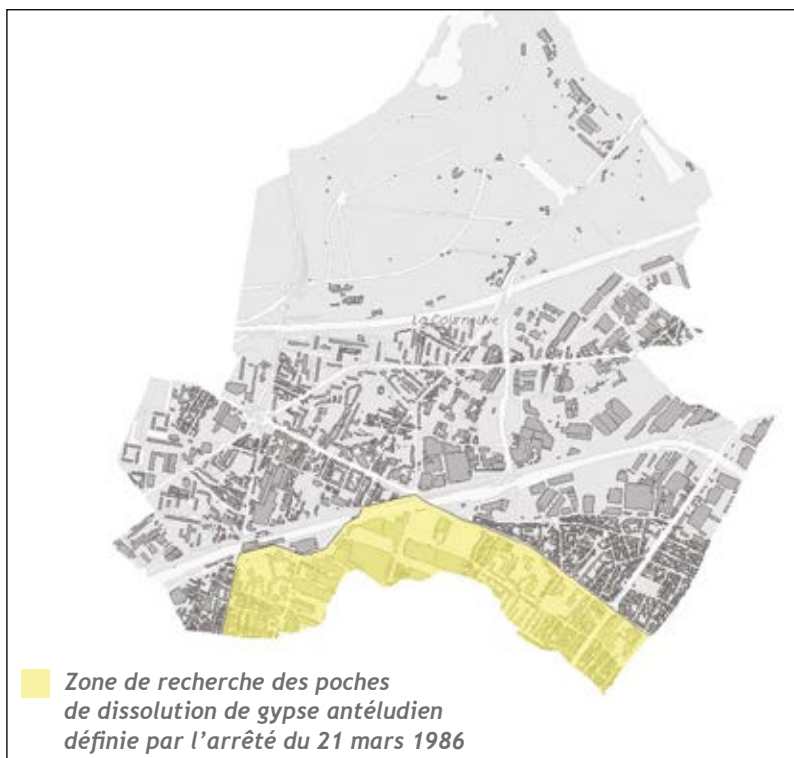 La Courneuve
Zone de recherche des poches
de dissolution de gypse antéludien
définie par l'arrêté du 21 mars 1986